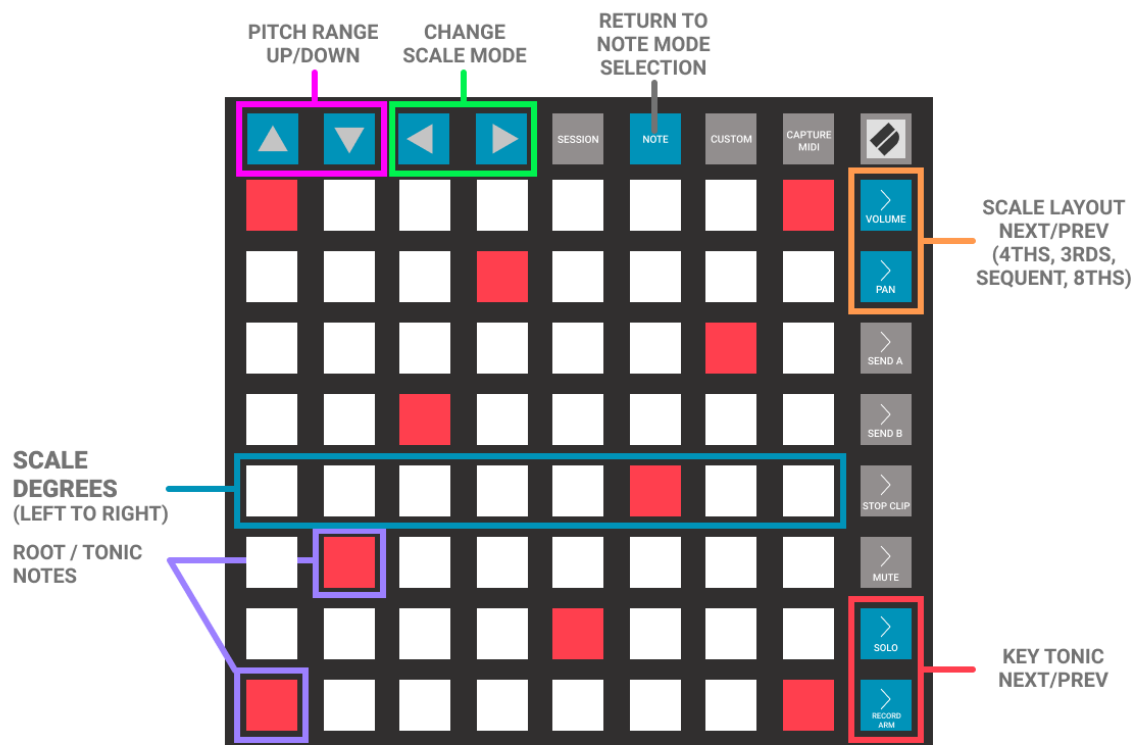 PITCH RANGE
UP/DOWN
CHANGE
SCALE MODE
RETURN TO
NOTE MODE
SELECTION
SESSION
NOTE
CUSTOM
CAPTURE
MIDI
VOLUME
PAN
SEND A
SEND B
STOP CLIP
MUTE
SOLO
RECORD
ARM
SCALE LAYOUT
NEXT/PREV
(4THS, 3RDS,
SEQUENT, 8THS)
SCALE
DEGREES
(LEFT TO RIGHT)
ROOT / TONIC
NOTES
KEY TONIC
NEXT/PREV